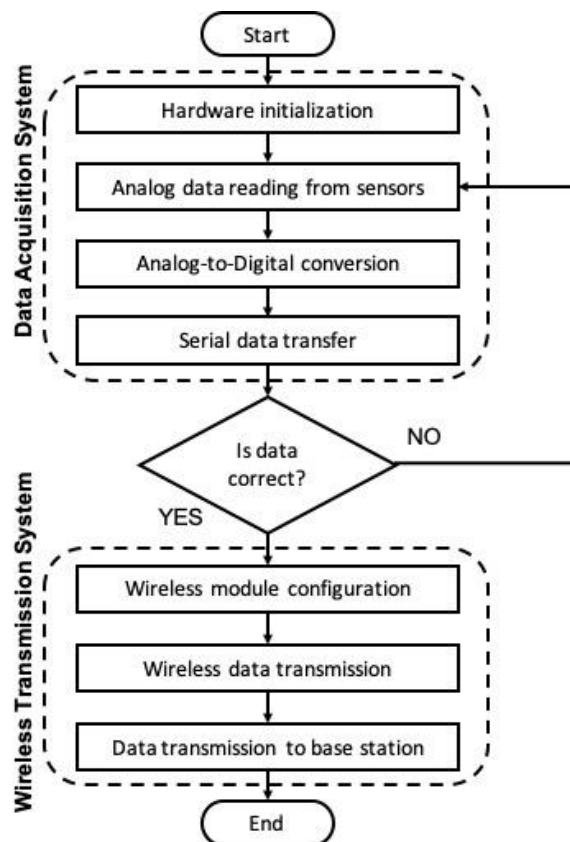 Start
Data Acquisition System
Hardware initialization
Analog data reading from sensors
Analog-to-Digital conversion
Serial data transfer
Is data
correct?
NO
YES
Wireless Transmission System
Wireless module configuration
Wireless data transmission
Data transmission to base station
End